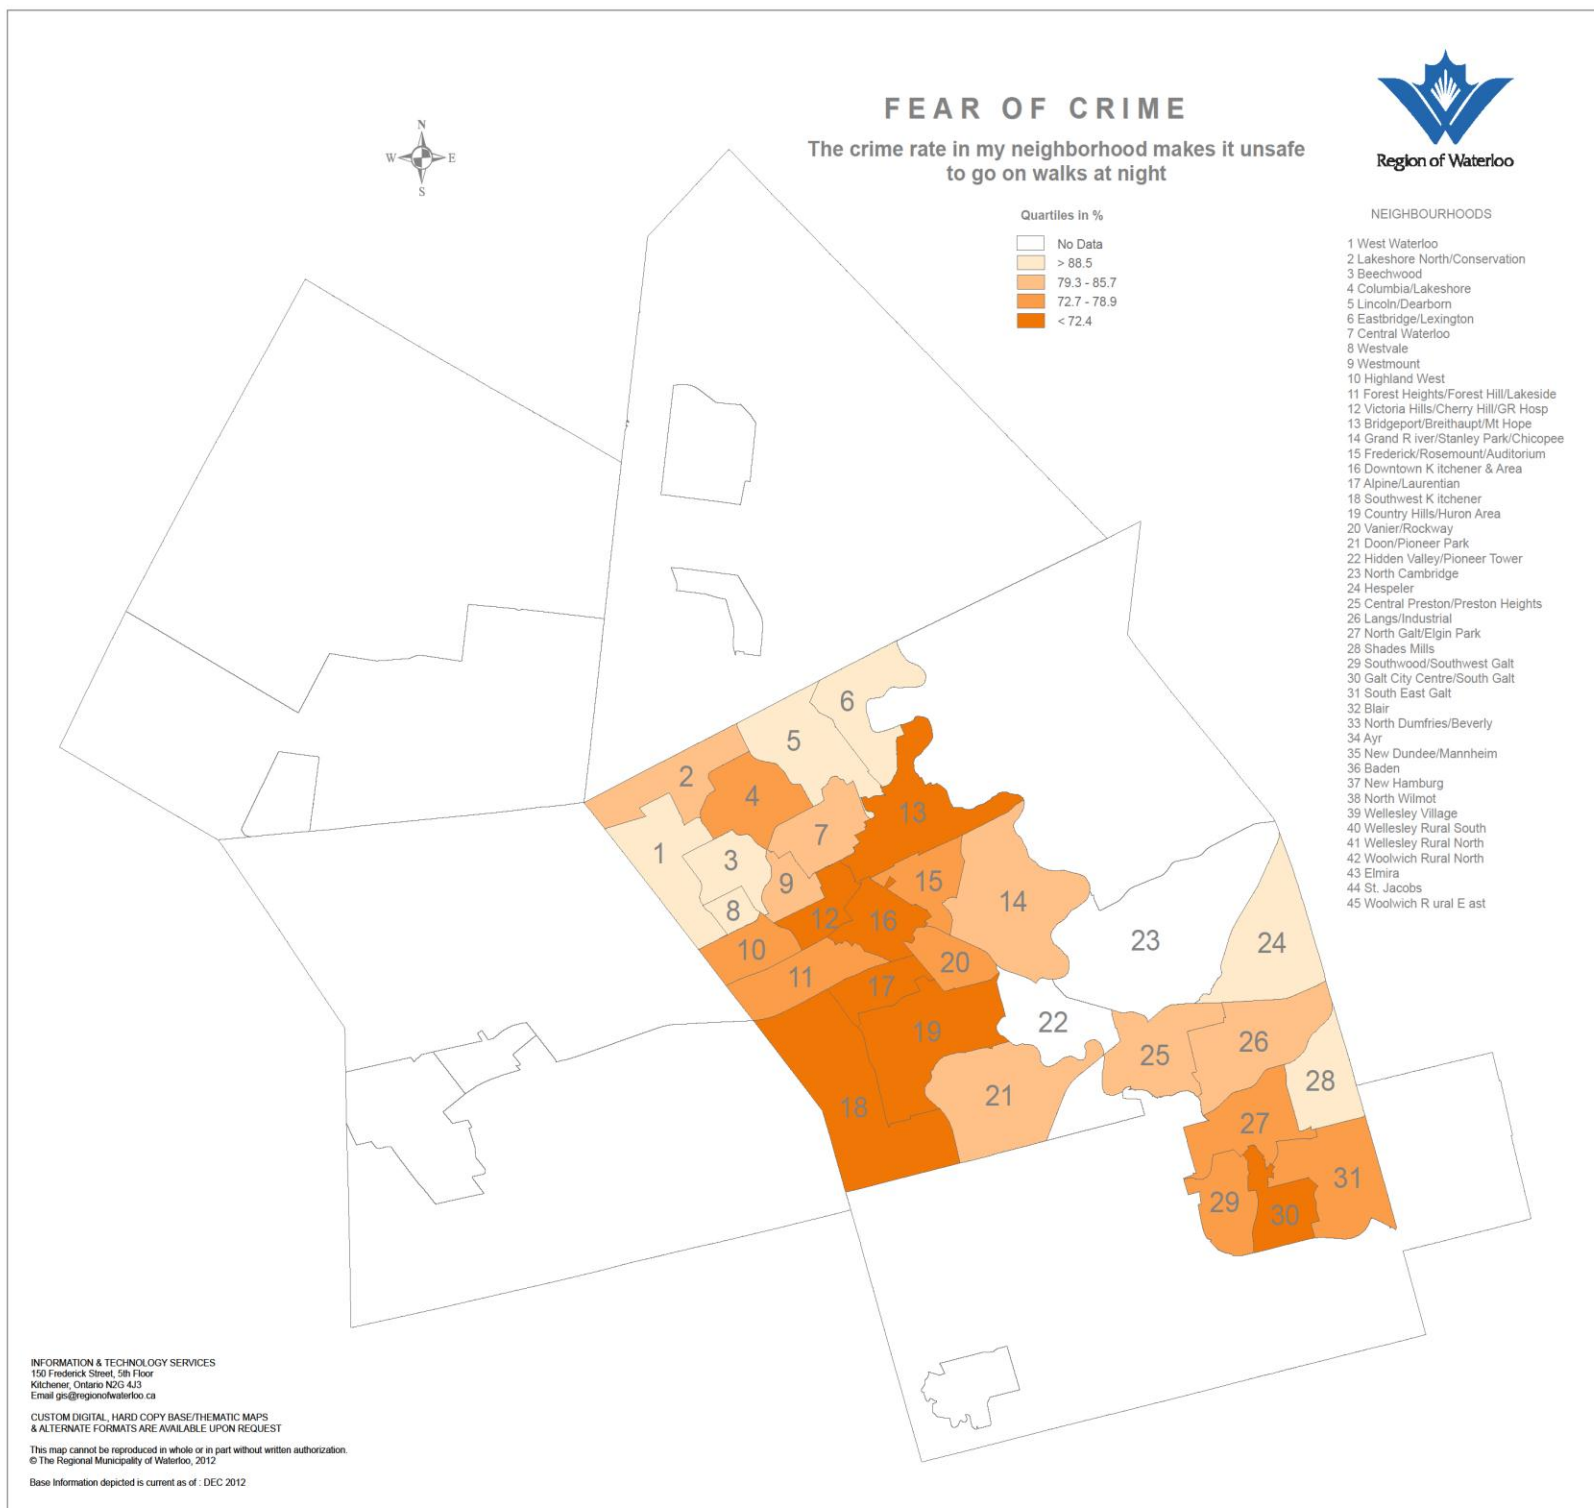 FEAR OF CRIME
The crime rate in my neighborhood makes it unsafe
to go on walks at night
Region of Waterloo
N
W E
S
Quartiles in %
No Data
> 88.5
79.3 - 85.7
72.7 - 78.9
< 72.4
NEIGHBOURHOODS
1 West Waterloo
2 Lakeshore North/Conservation
3 Beechwood
4 Columbia/Lakeshore
5 Lincoln/Dearborn
6 Eastbridge/Lexington
7 Central Waterloo
8 Westvale
9 Westmount
10 Highland West
11 Forest Heights/Forest Hill/Lakeside
12 Victoria Hills/Cherry Hill/GR Hosp
13 Bridgeport/Breithaupt/Mt Hope
14 Grand R iver/Stanley Park/Chicopee
15 Frederick/Rosemount/Auditorium
16 Downtown K itchener & Area
17 Alpine/Laurentian
18 Southwest K itchener
19 Country Hills/Huron Area
20 Vanier/Rockway
21 Doon/Pioneer Park
22 Hidden Valley/Pioneer Tower
23 North Cambridge
24 Hespeler
25 Central Preston/Preston Heights
26 Langs/Industrial
27 North Galt/Elgin Park
28 Shades Mills
29 Southwood/Southwest Galt
30 Galt City Centre/South Galt
31 South East Galt
32 Blair
33 North Dumfries/Beverly
34 Ayr
35 New Dundee/Mannheim
36 Baden
37 New Hamburg
38 North Wilmot
39 Wellesley Village
40 Wellesley Rural South
41 Wellesley Rural North
42 Woolwich Rural North
43 Elmira
44 St. Jacobs
45 Woolwich R ural E ast
6
5
2
4
13
7
1
3
9
15
8
14
12
16
23
24
10
20
11
17
22
19
26
25
28
21
18
27
31
29
30
INFORMATION & TECHNOLOGY SERVICES
150 Frederick Street, 5th Floor
Kitchener, Ontario N2G 4J3
Email gis@regionofwaterloo.ca
CUSTOM DIGITAL, HARD COPY BASE/THEMATIC MAPS
& ALTERNATE FORMATS ARE AVAILABLE UPON REQUEST
This map cannot be reproduced in whole or in part without written authorization.
© The Regional Municipality of Waterloo, 2012
Base Information depicted is current as of : DEC 2012